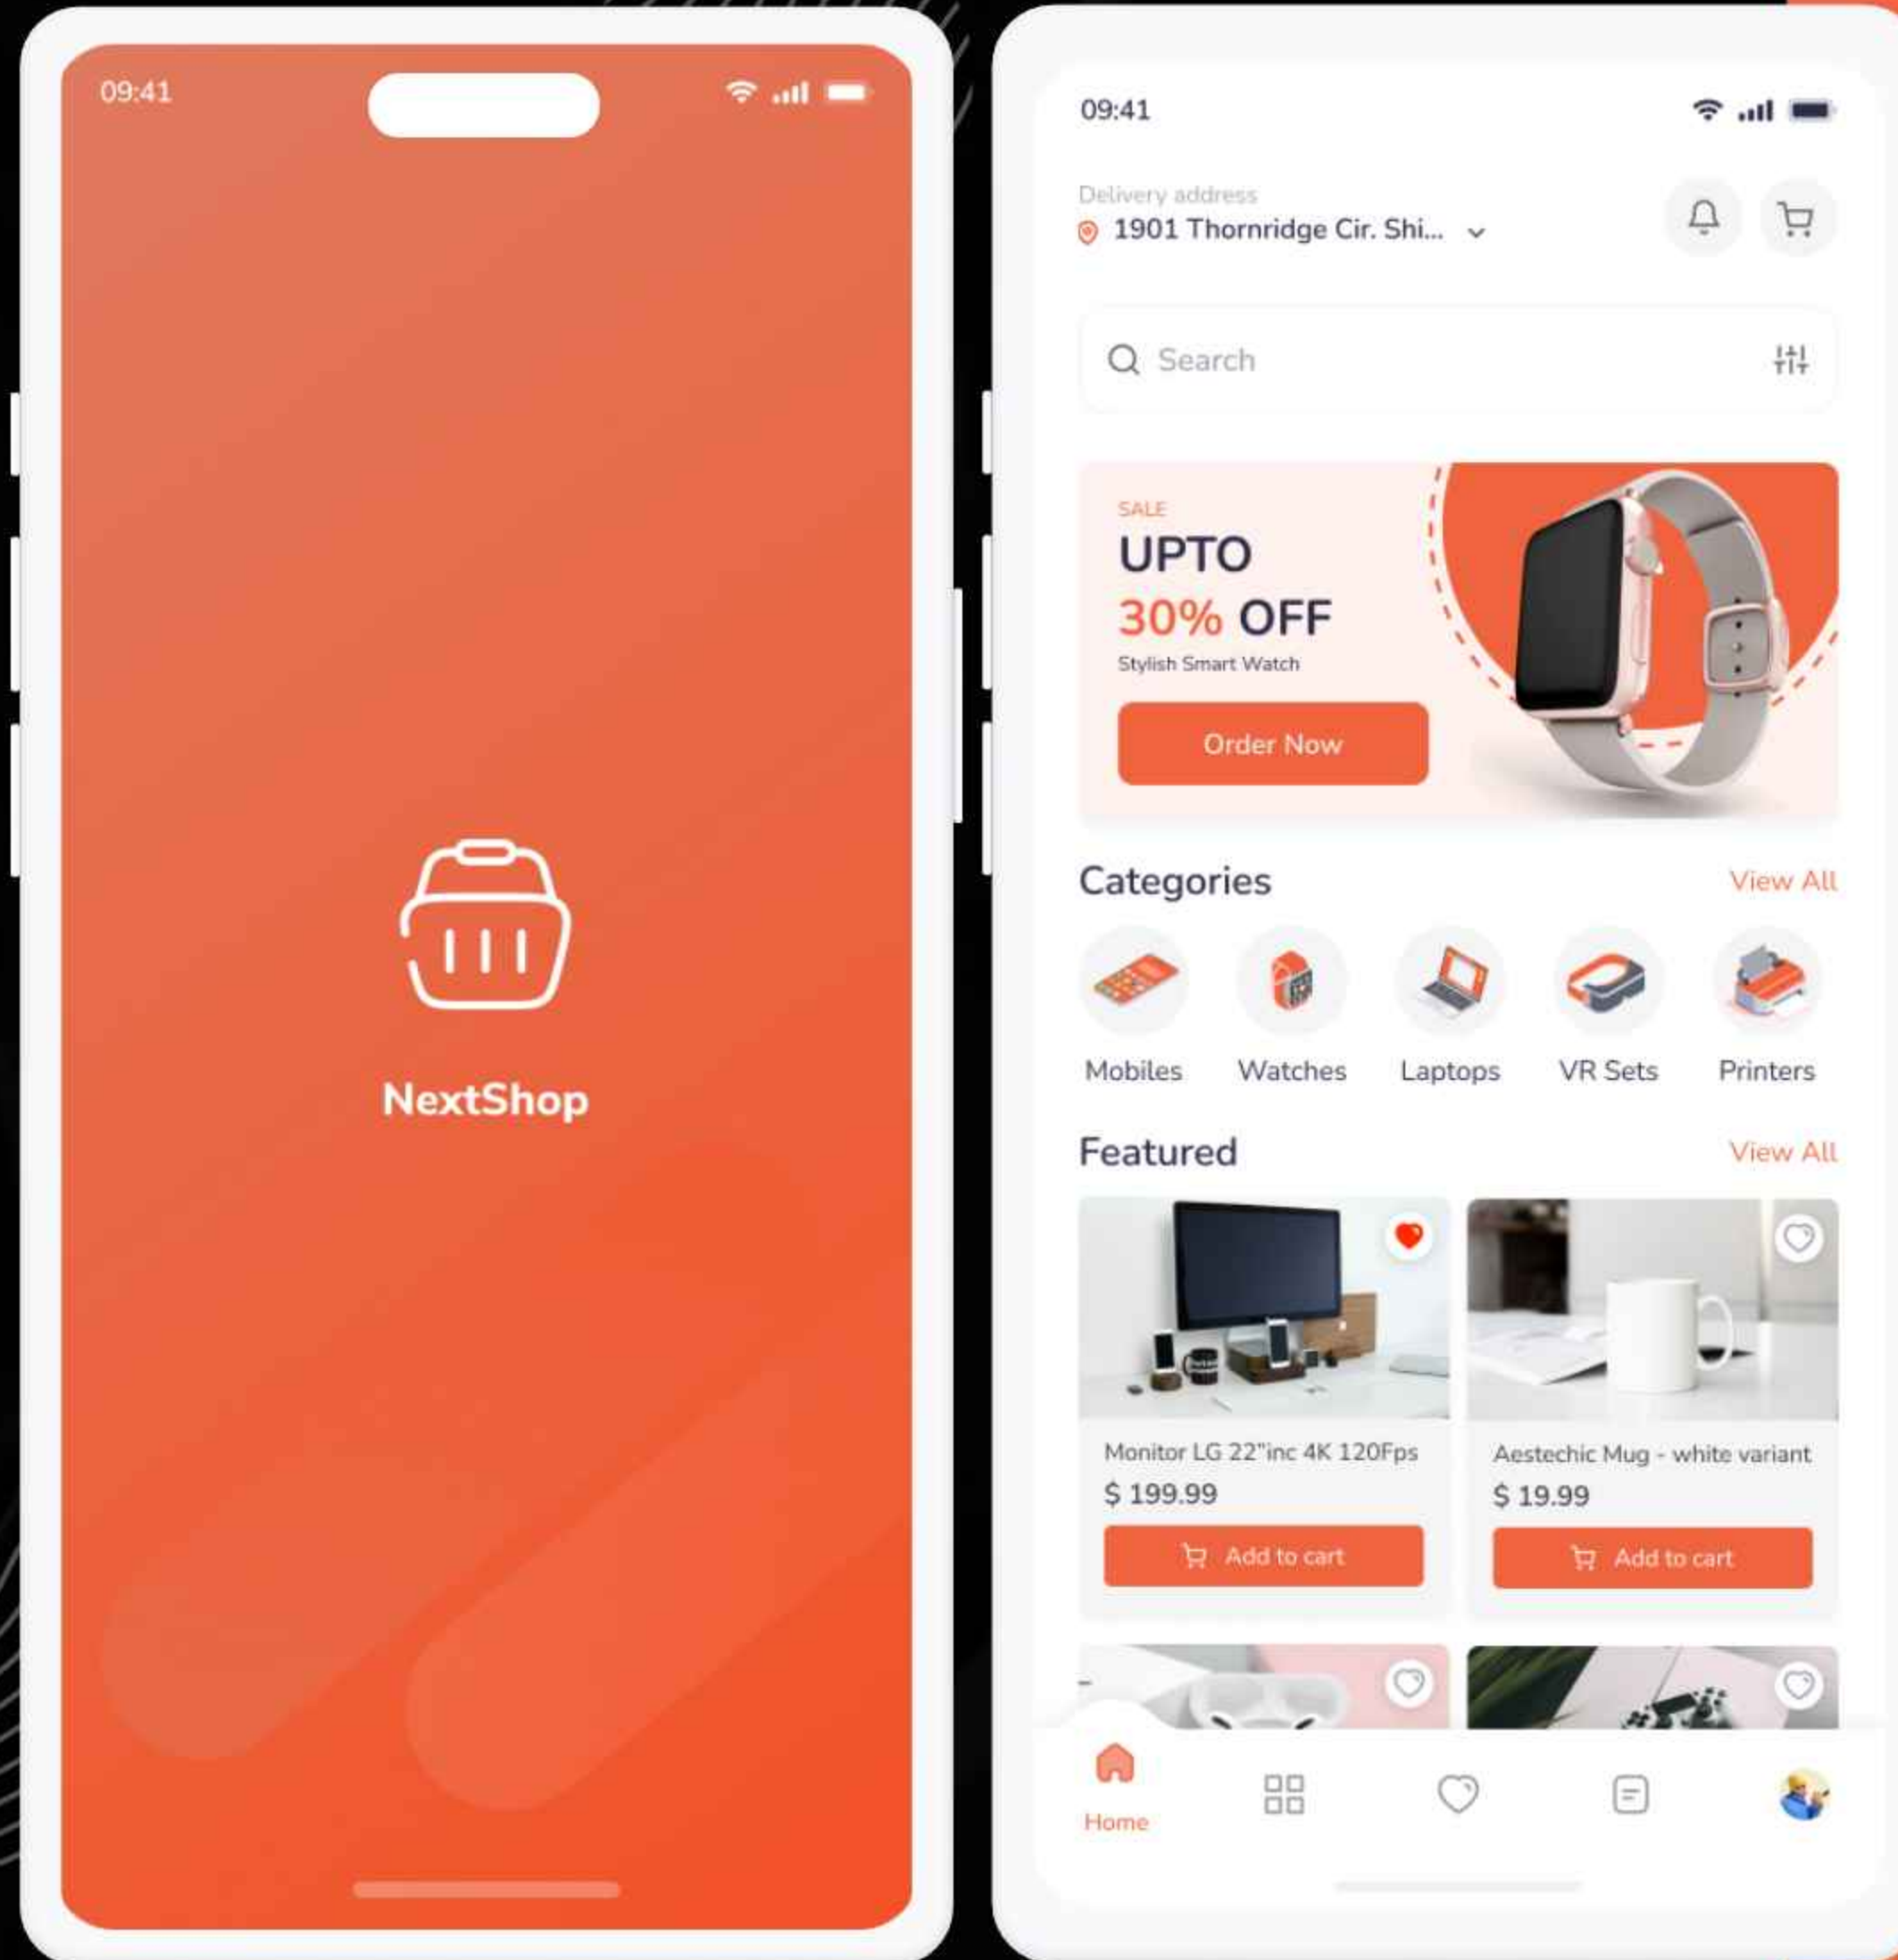 09:41
NextShop
09:41
Delivery address
1901 Thornridge Cir. Shi...
Search
SALE
UPTO
30% OFF
Stylish Smart Watch
Order Now
Categories
View All
Mobiles
Watches
Laptops
VR Sets
Printers
Featured
View All
Monitor LG 22”inc 4K 120Fps
$ 199.99
Add to cart
Aestechic Mug - white variant
$ 19.99
Add to cart
Home